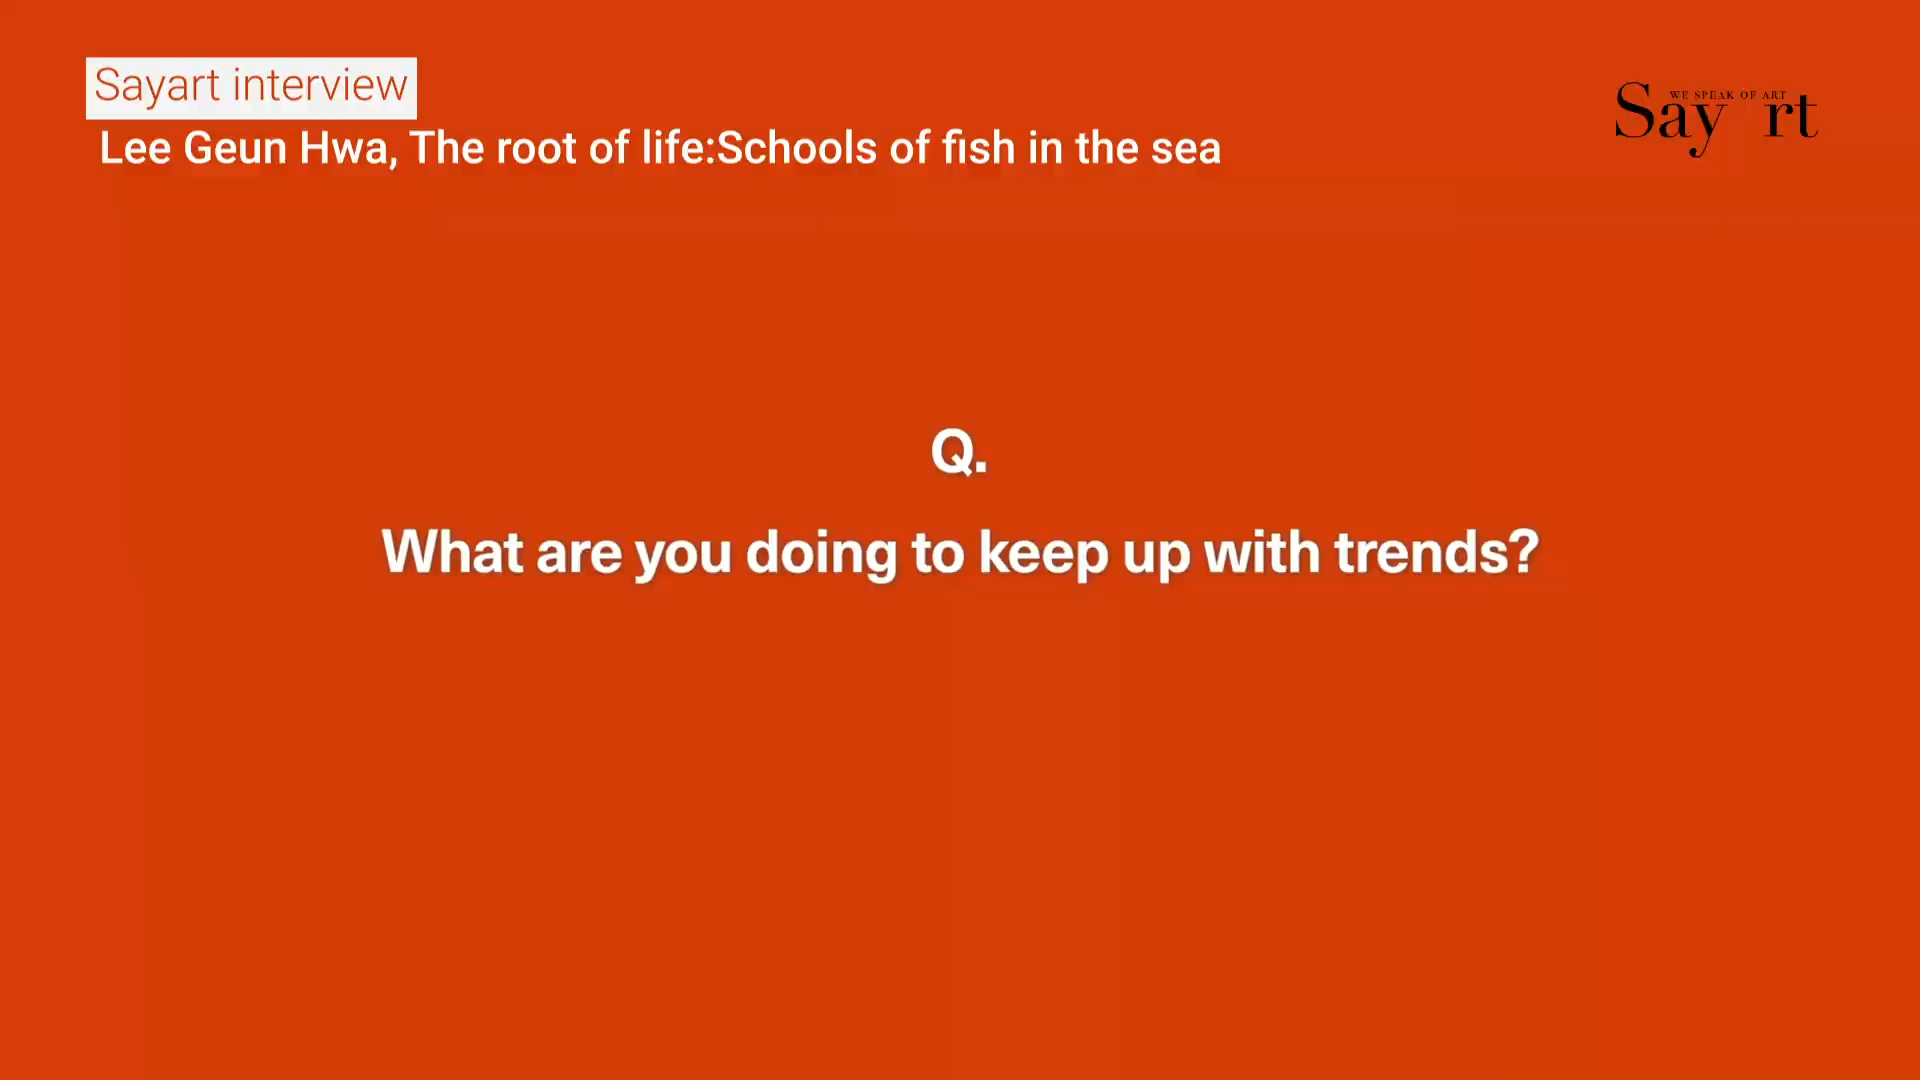 Sayart interview
Lee Geun Hwa, The root of life:Schools of fish in the sea
WE SPEAK OF ART
Say rt
Q.
What are you doing to keep up with trends?